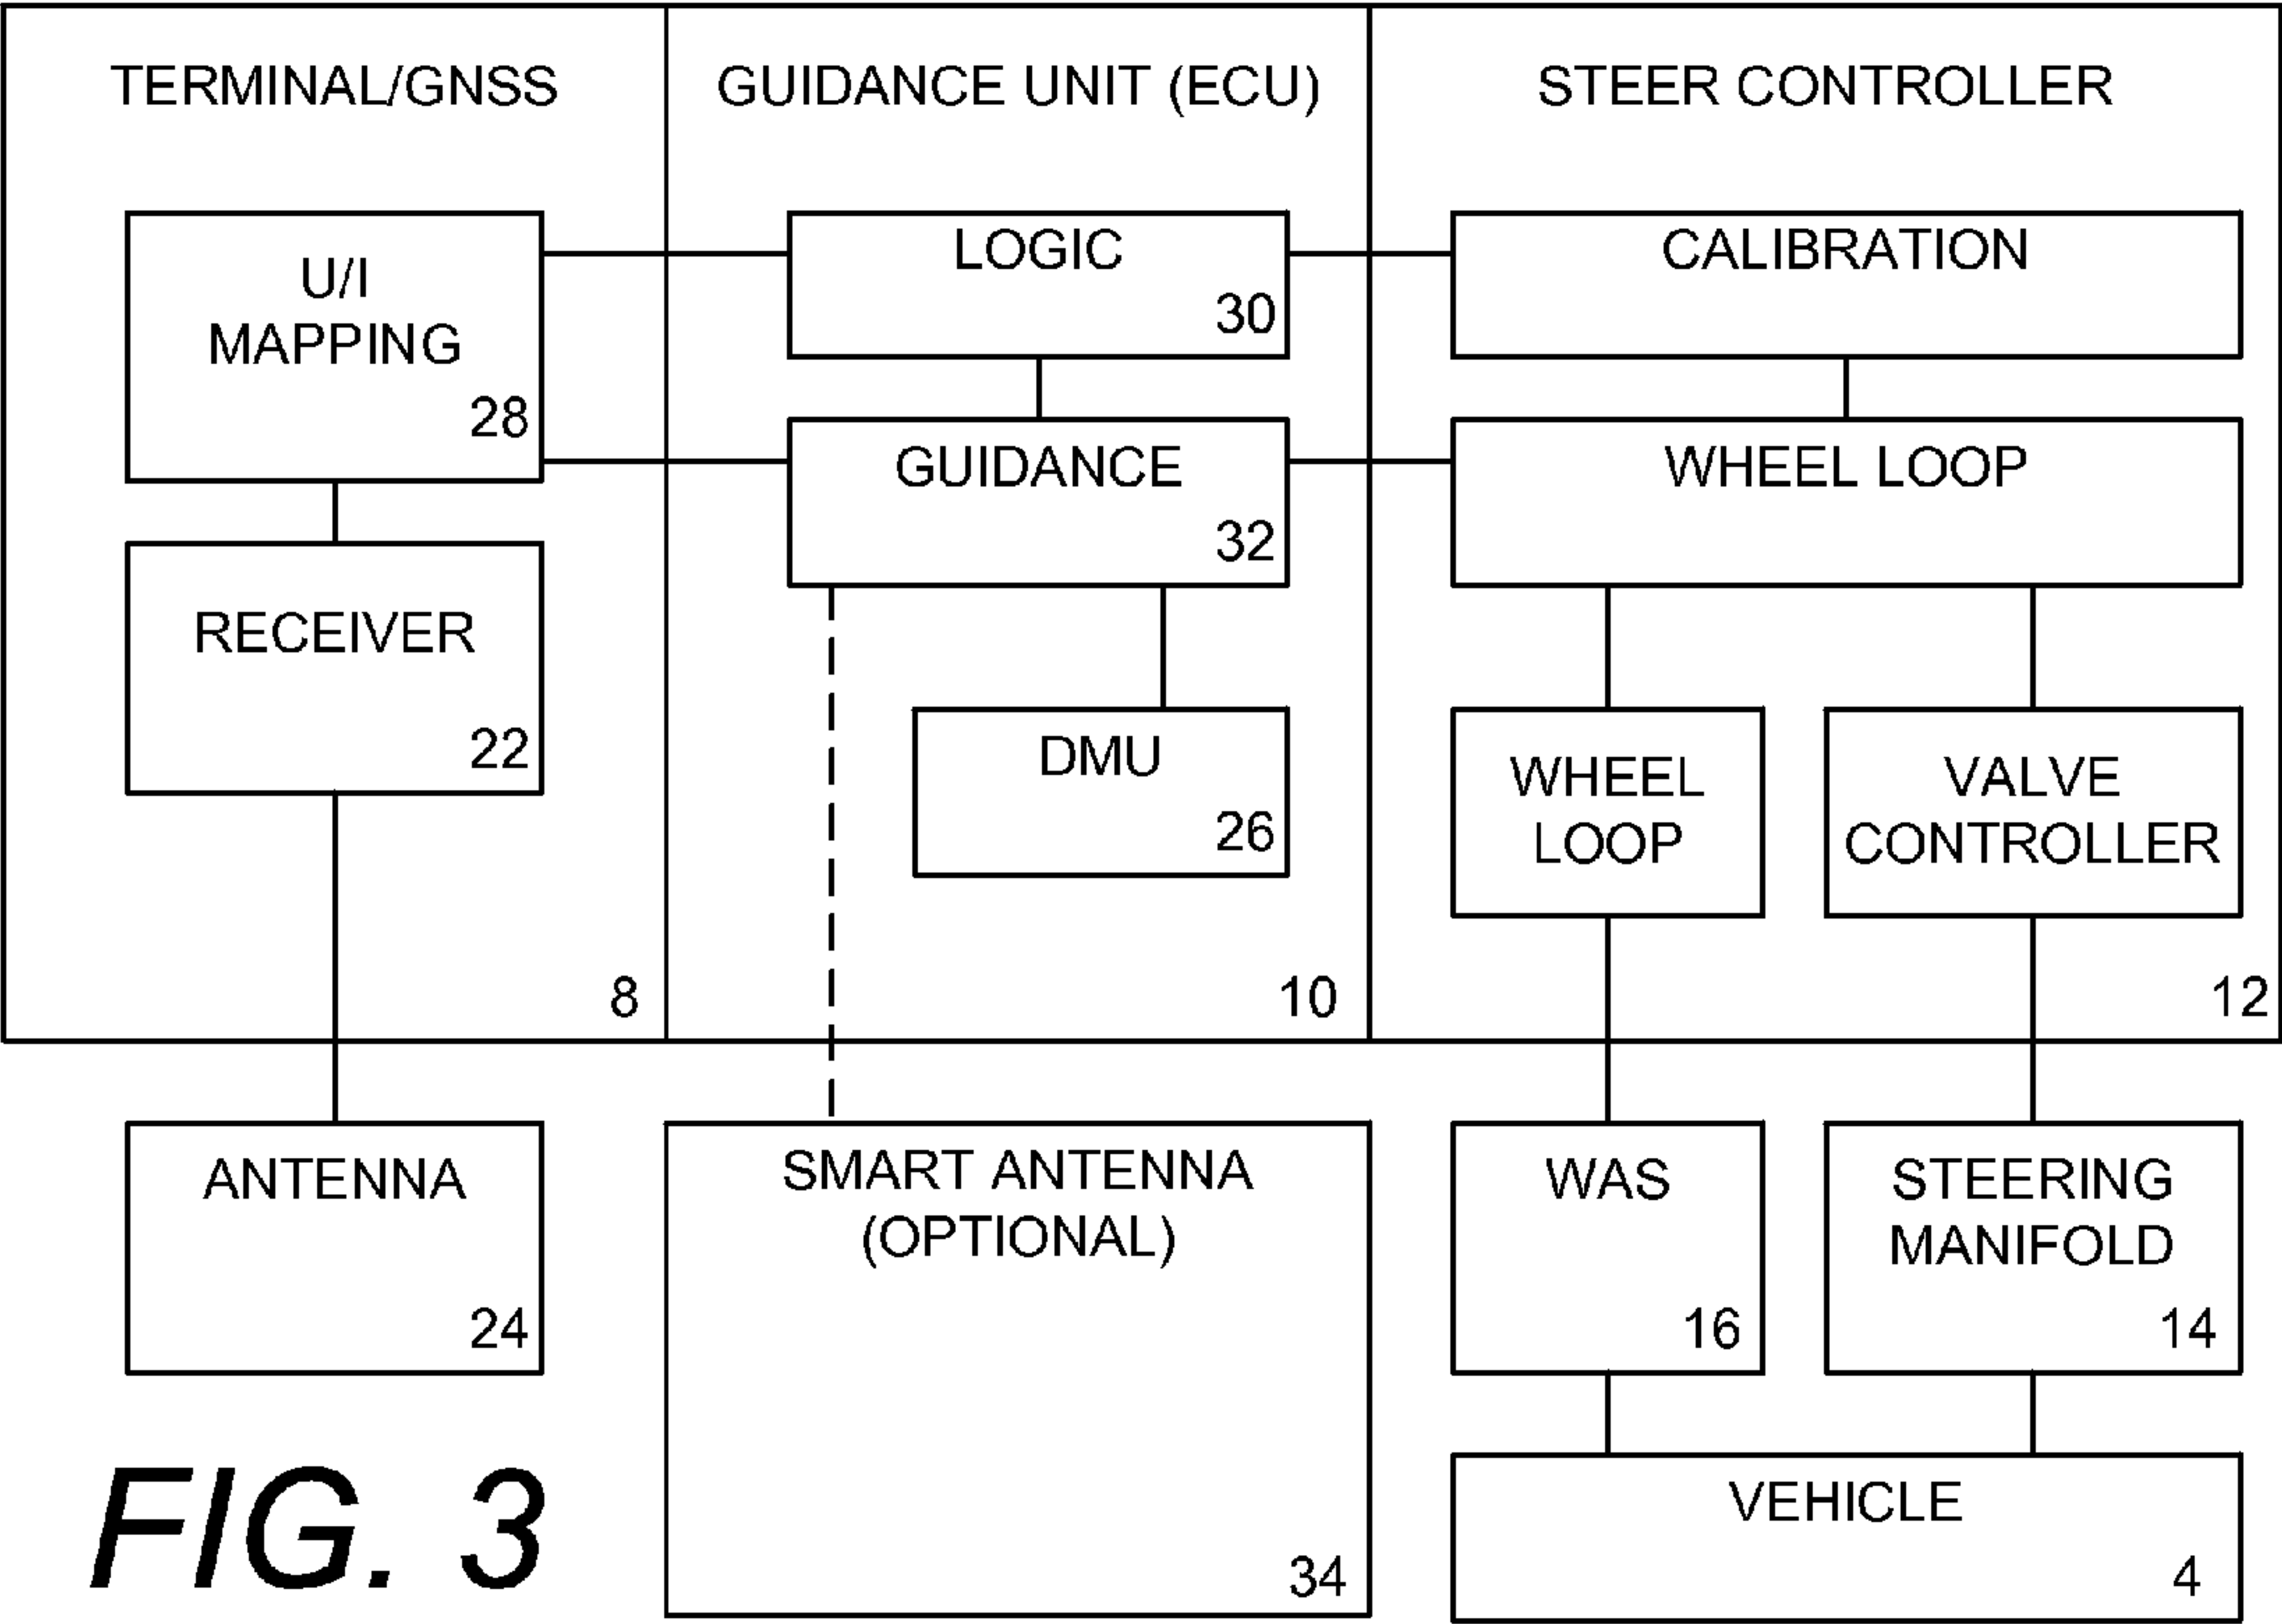 TERMINAL/GNSS
GUIDANCE UNIT (ECU)
STEER CONTROLLER
U/I
MAPPING
28
LOGIC
30
CALIBRATION
GUIDANCE
32
WHEEL LOOP
RECEIVER
22
DMU
26
WHEEL
LOOP
VALVE
CONTROLLER
8
10
12
ANTENNA
24
SMART ANTENNA
(OPTIONAL)
34
WAS
16
STEERING
MANIFOLD
14
VEHICLE
4
FIG. 3